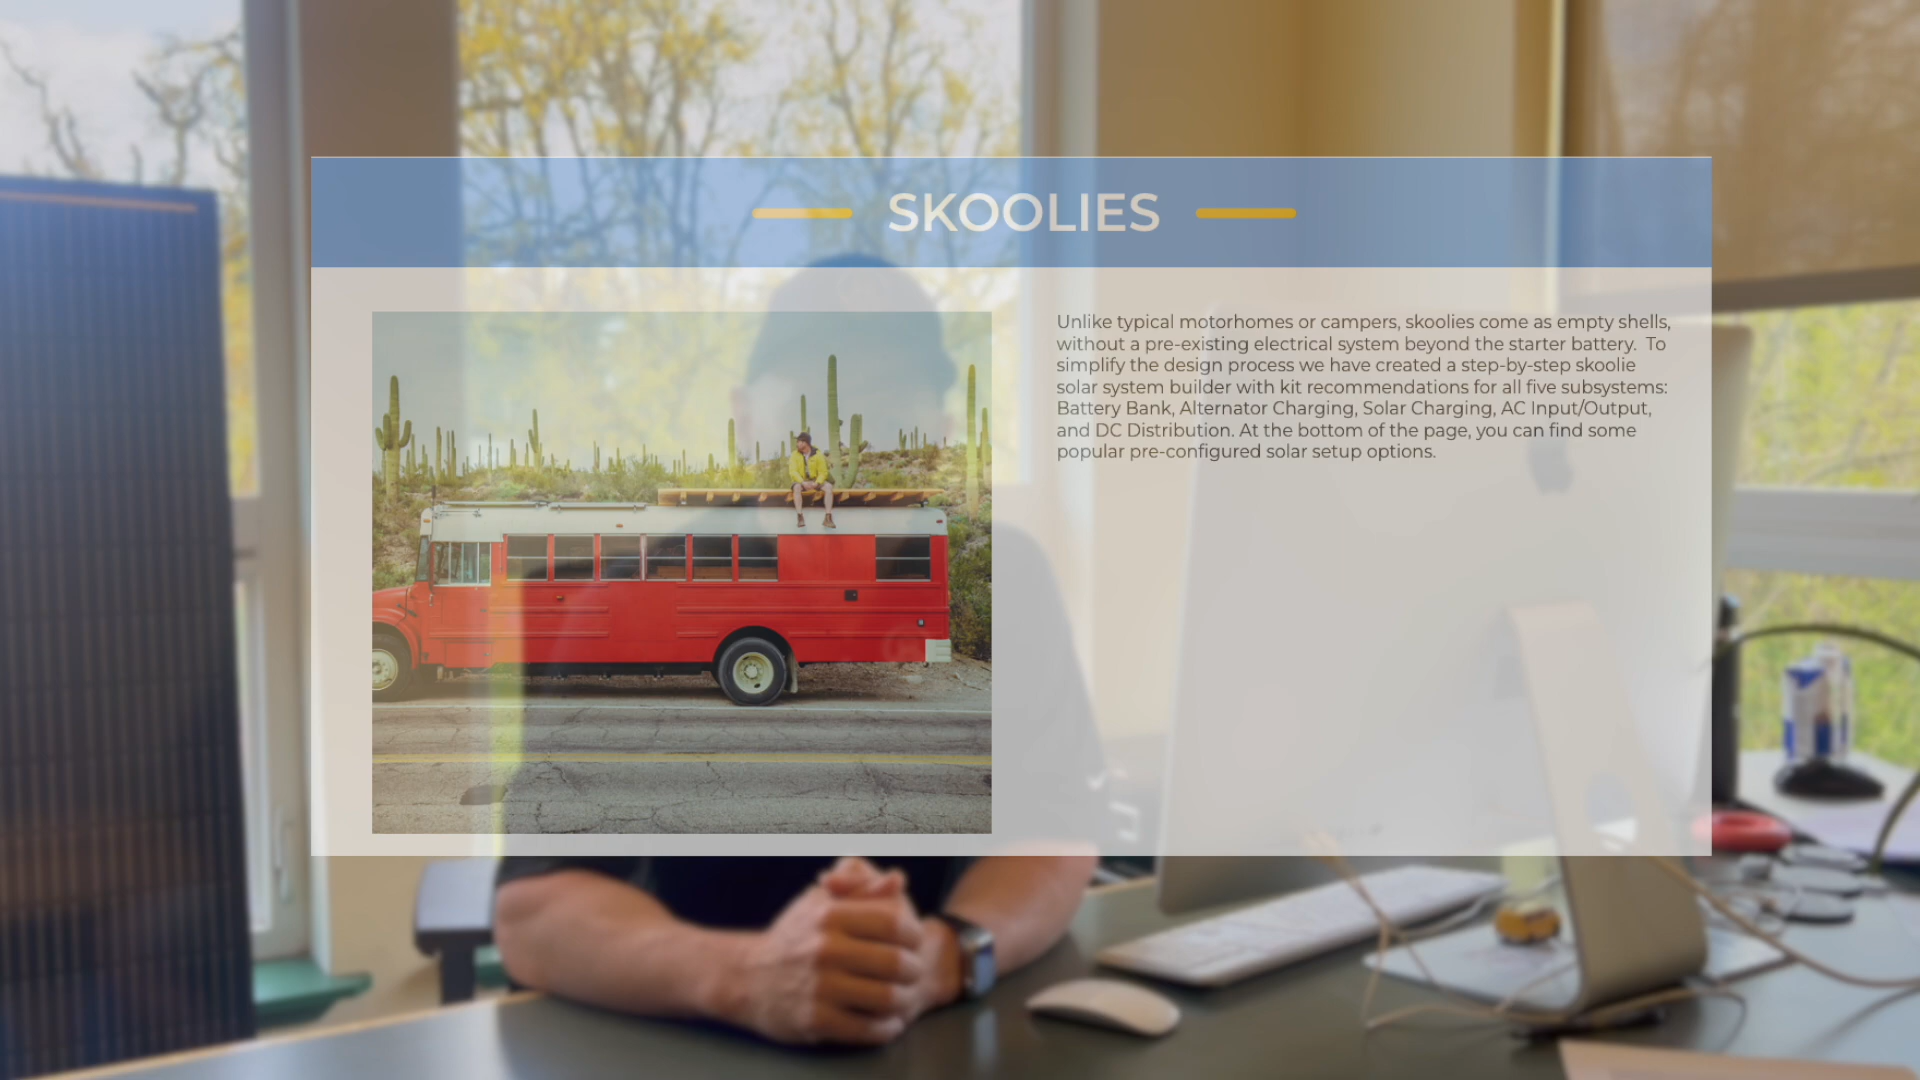 SKOOLIES
Unlike typical motorhomes or campers, skoolies come as empty shells,
without a pre-existing electrical system beyond the starter battery.  To
simplify the design process we have created a step-by-step skoolie
solar system builder with kit recommendations for all five subsystems:
Battery Bank, Alternator Charging, Solar Charging, AC Input/Output,
and DC Distribution. At the bottom of the page, you can find some
popular pre-configured solar setup options.